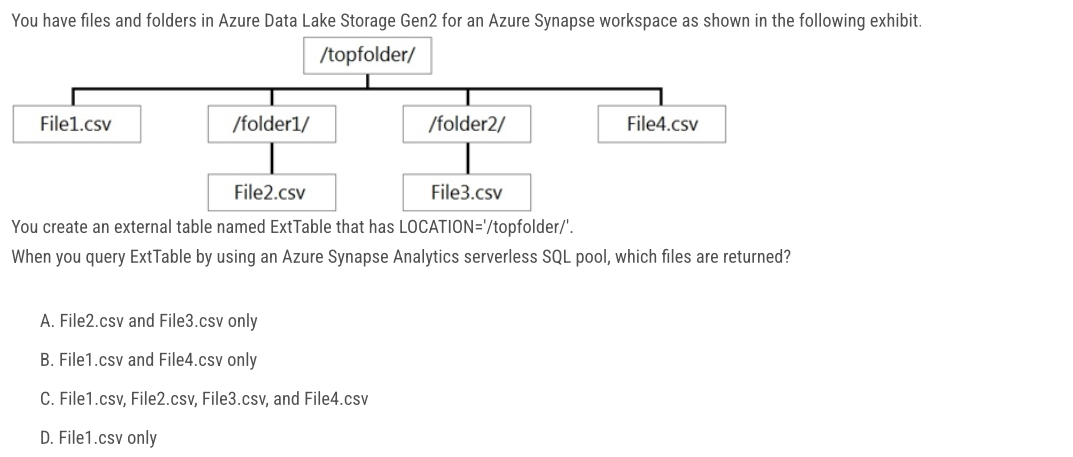 You have files and folders in Azure Data Lake Storage Gen2 for an Azure Synapse workspace as shown in the following exhibit.
/topfolder/
File1.csv /folder1/ /folder2/ File4.csv
File2.csv File3.csv
You create an external table named ExtTable that has LOCATION='/topfolder/'.
When you query ExtTable by using an Azure Synapse Analytics serverless SQL pool, which files are returned?
A. File2.csv and File3.csv only
B. File1.csv and File4.csv only
C. File1.csv, File2.csv, File3.csv, and File4.csv
D. File1.csv only